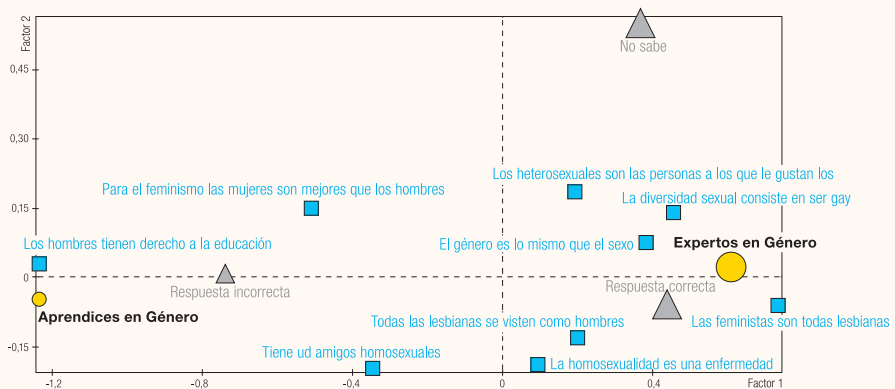 Factor 2
No sabe
0,45
0,30
Los heterosexuales son las personas a los que le gustan los
Para el feminismo las mujeres son mejores que los hombres
La diversidad sexual consiste en ser gay
0,15
Los hombres tienen derecho a la educación
El género es lo mismo que el sexo
Expertos en Género
0
Respuesta incorrecta
Respuesta correcta
Aprendices en Género
Todas las lesbianas se visten como hombres
Las feministas son todas lesbianas
-0,15
Tiene ud amigos homosexuales
La homosexualidad es una enfermedad
-1,2
-0,8
-0,4
0
0,4
Factor 1